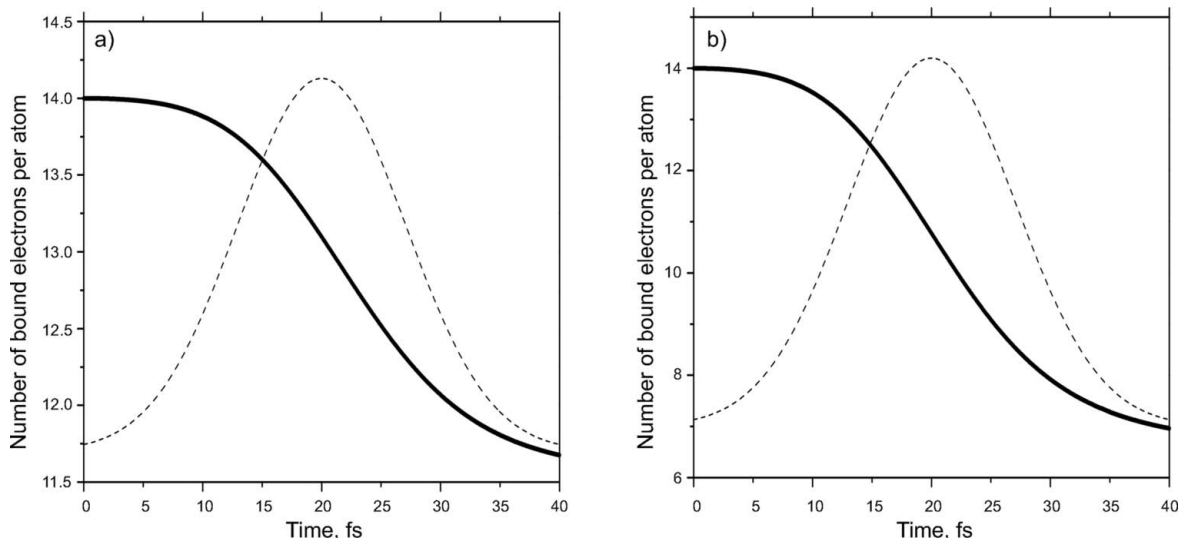 a)
Number of bound electrons per atom
14.5
14.0
13.5
13.0
12.5
12.0
11.5
0 5 10 15 20 25 30 35 40
Time, fs
b)
Number of bound electrons per atom
14
12
10
8
6
0 5 10 15 20 25 30 35 40
Time, fs